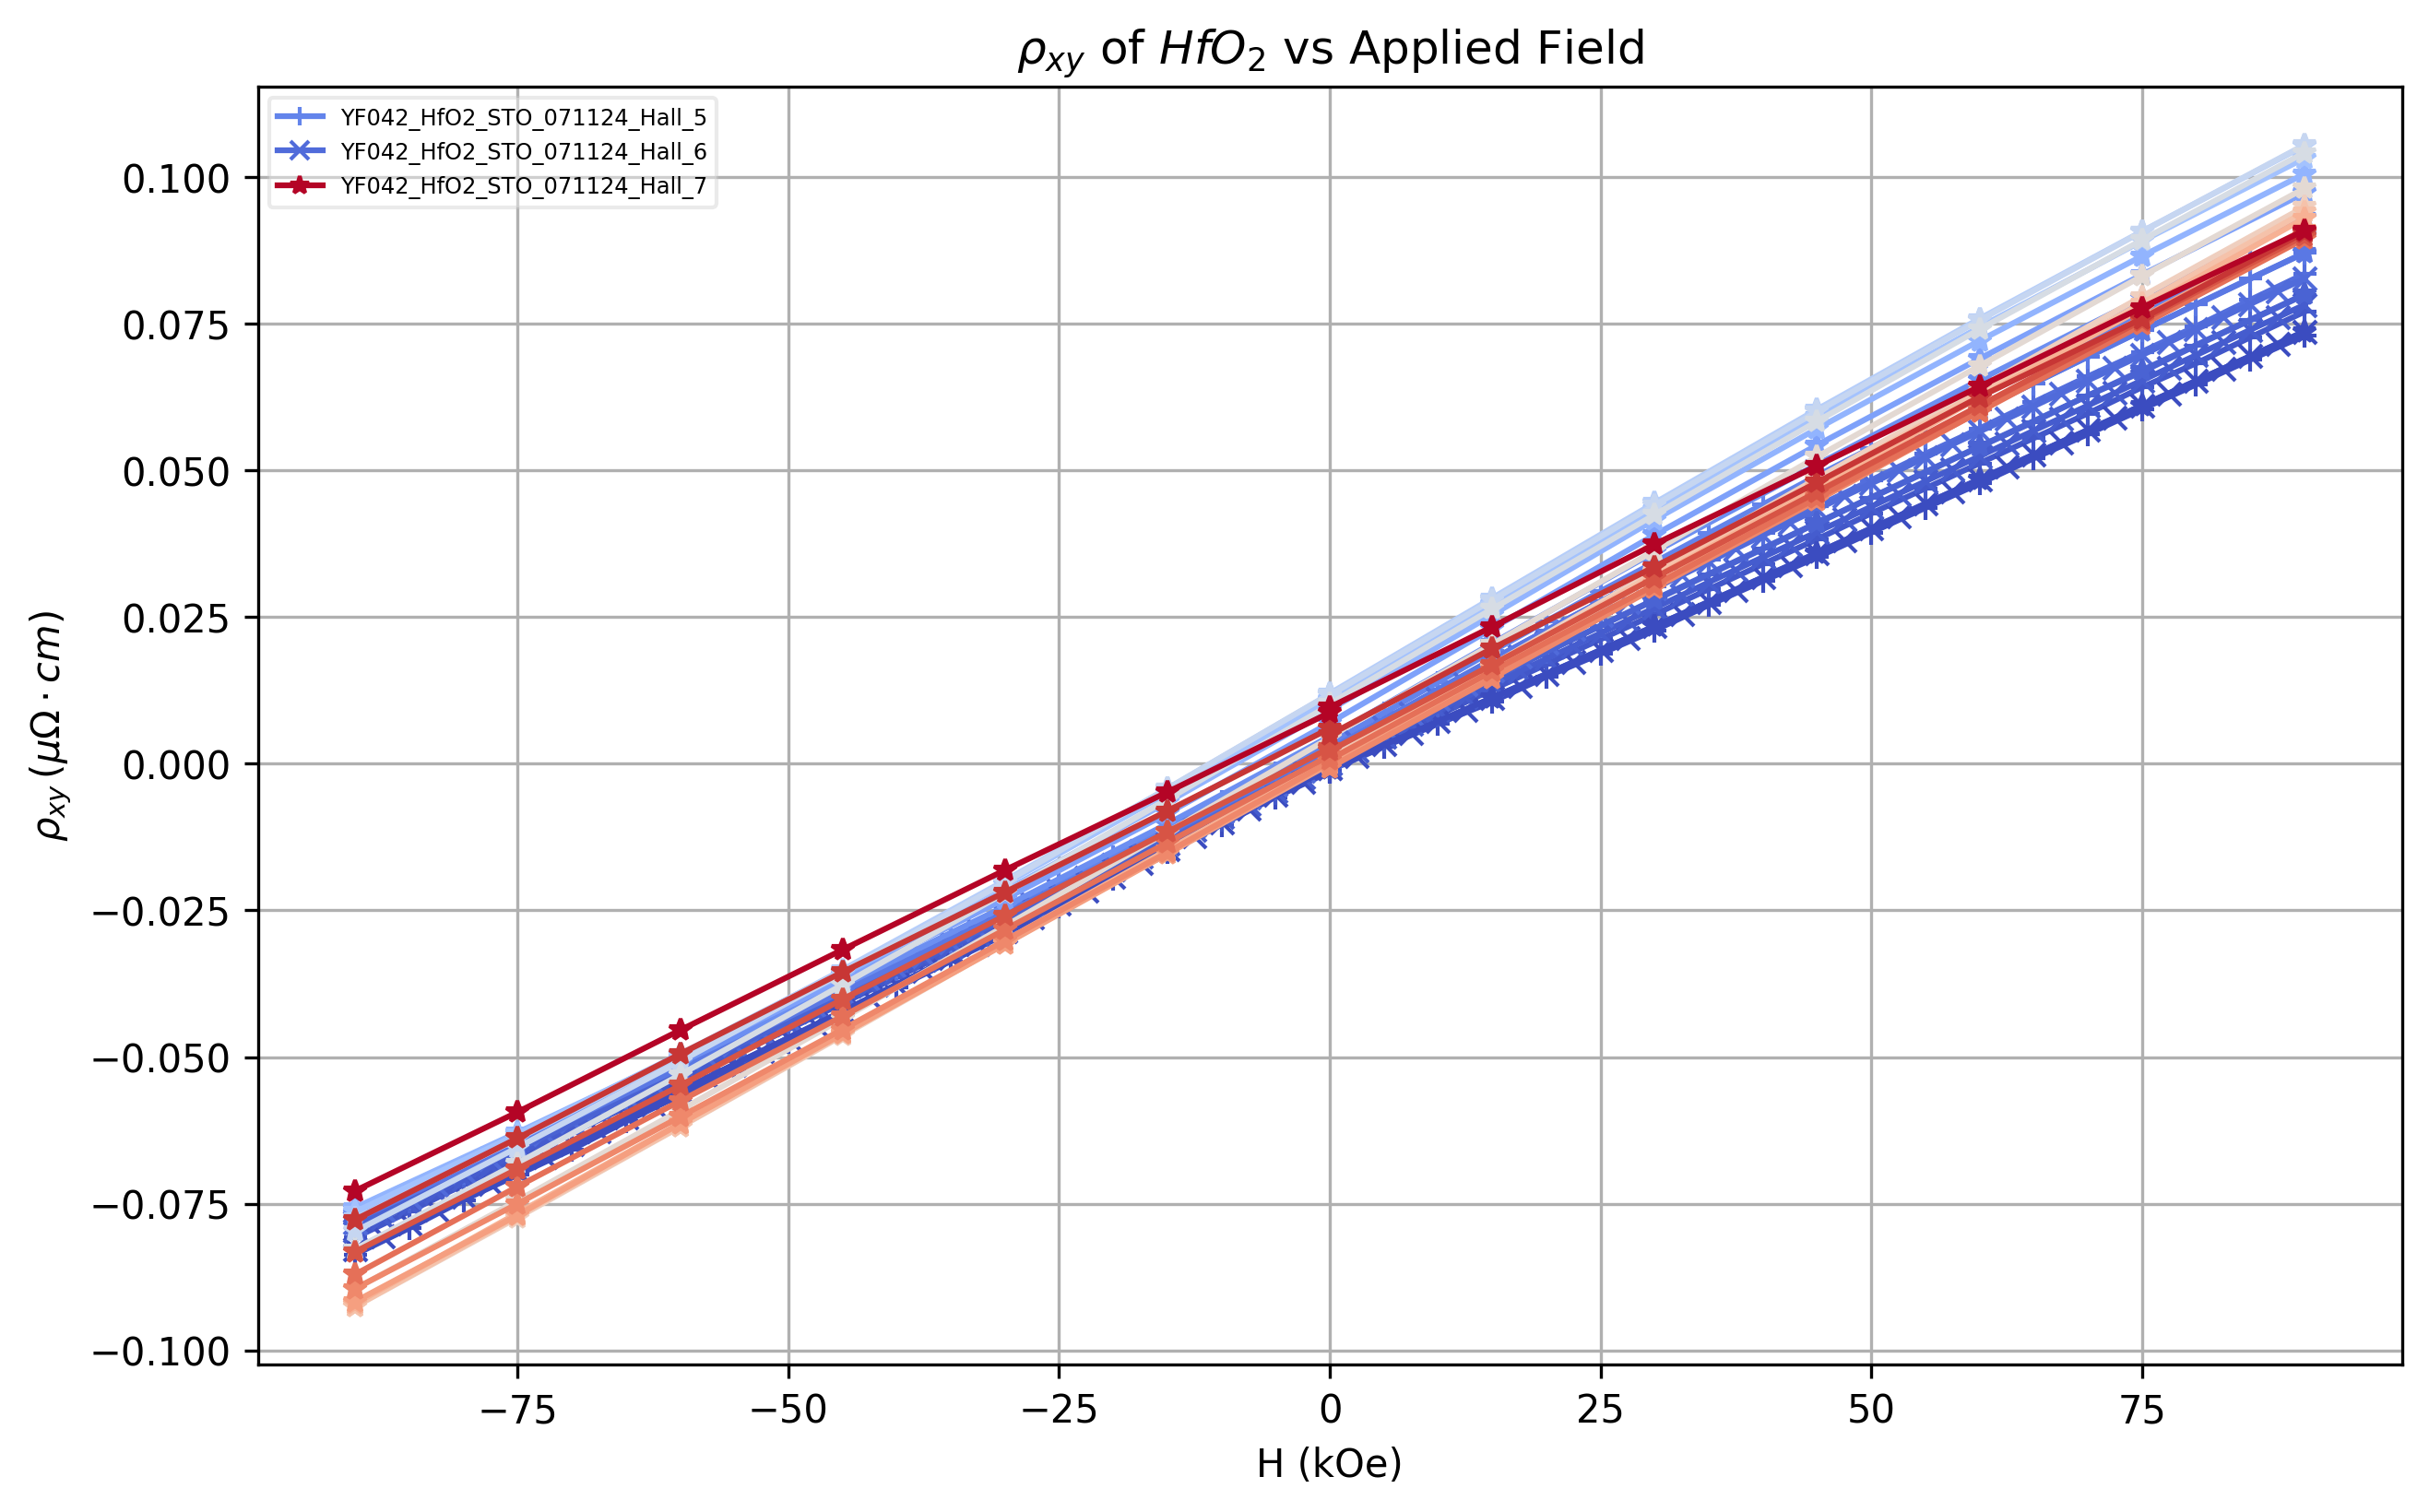 ρxy of HfO2 vs Applied Field
YF042_HfO2_STO_071124_Hall_5
YF042_HfO2_STO_071124_Hall_6
YF042_HfO2_STO_071124_Hall_7
0.100
0.075
0.050
0.025
0.000
−0.025
−0.050
−0.075
−0.100
ρxy (μΩ · cm)
−75 −50 −25 0 25 50 75
H (kOe)